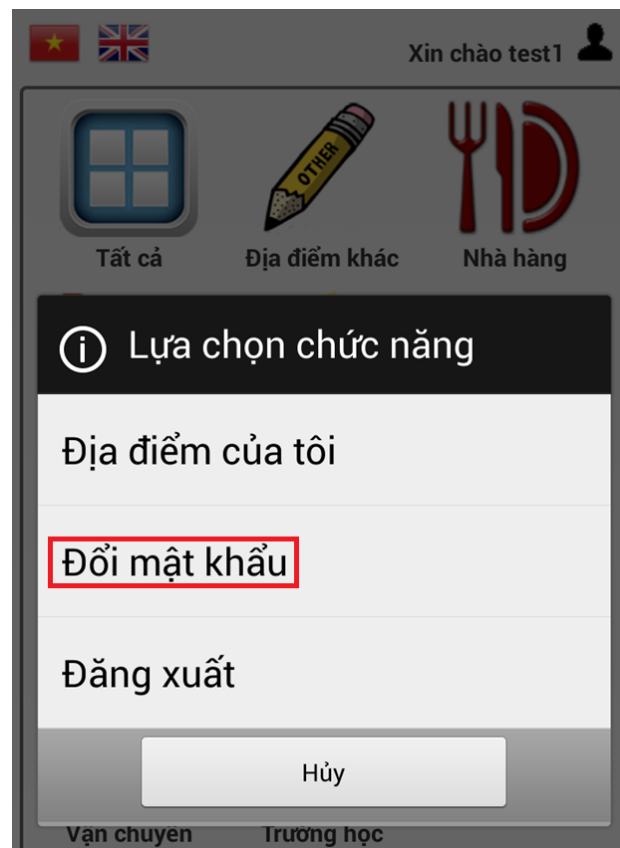 Xin chào test1
OTHER
Tất cả
Địa điểm khác
Nhà hàng
Lựa chọn chức năng
Địa điểm của tôi
Đổi mật khẩu
Đăng xuất
Hủy
Vận chuyển
Trường học